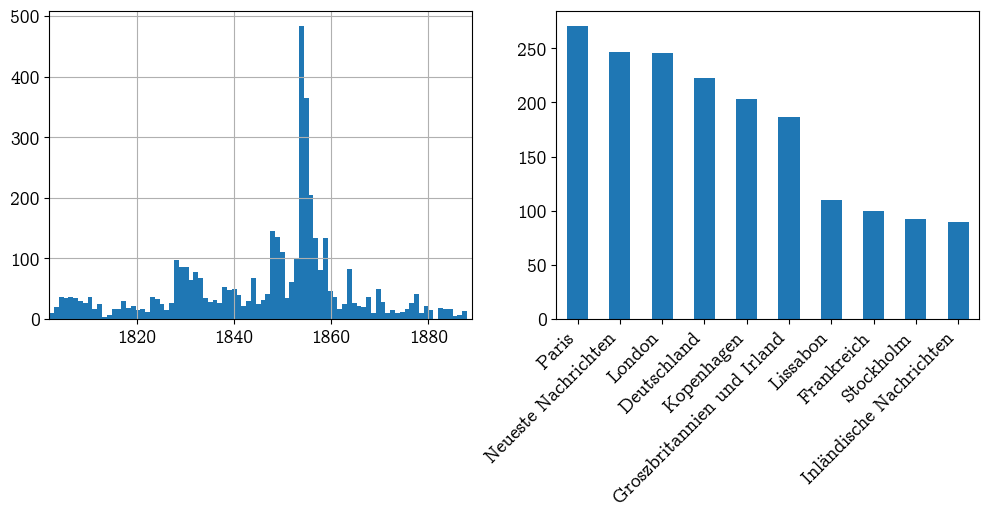 500
400
300
200
100
0
1820 1840 1860 1880
250
200
150
100
50
0
Paris
Neueste Nachrichten
London
Deutschland
Kopenhagen
Groszbritannien und Irland
Lissabon
Frankreich
Stockholm
Inländische Nachrichten